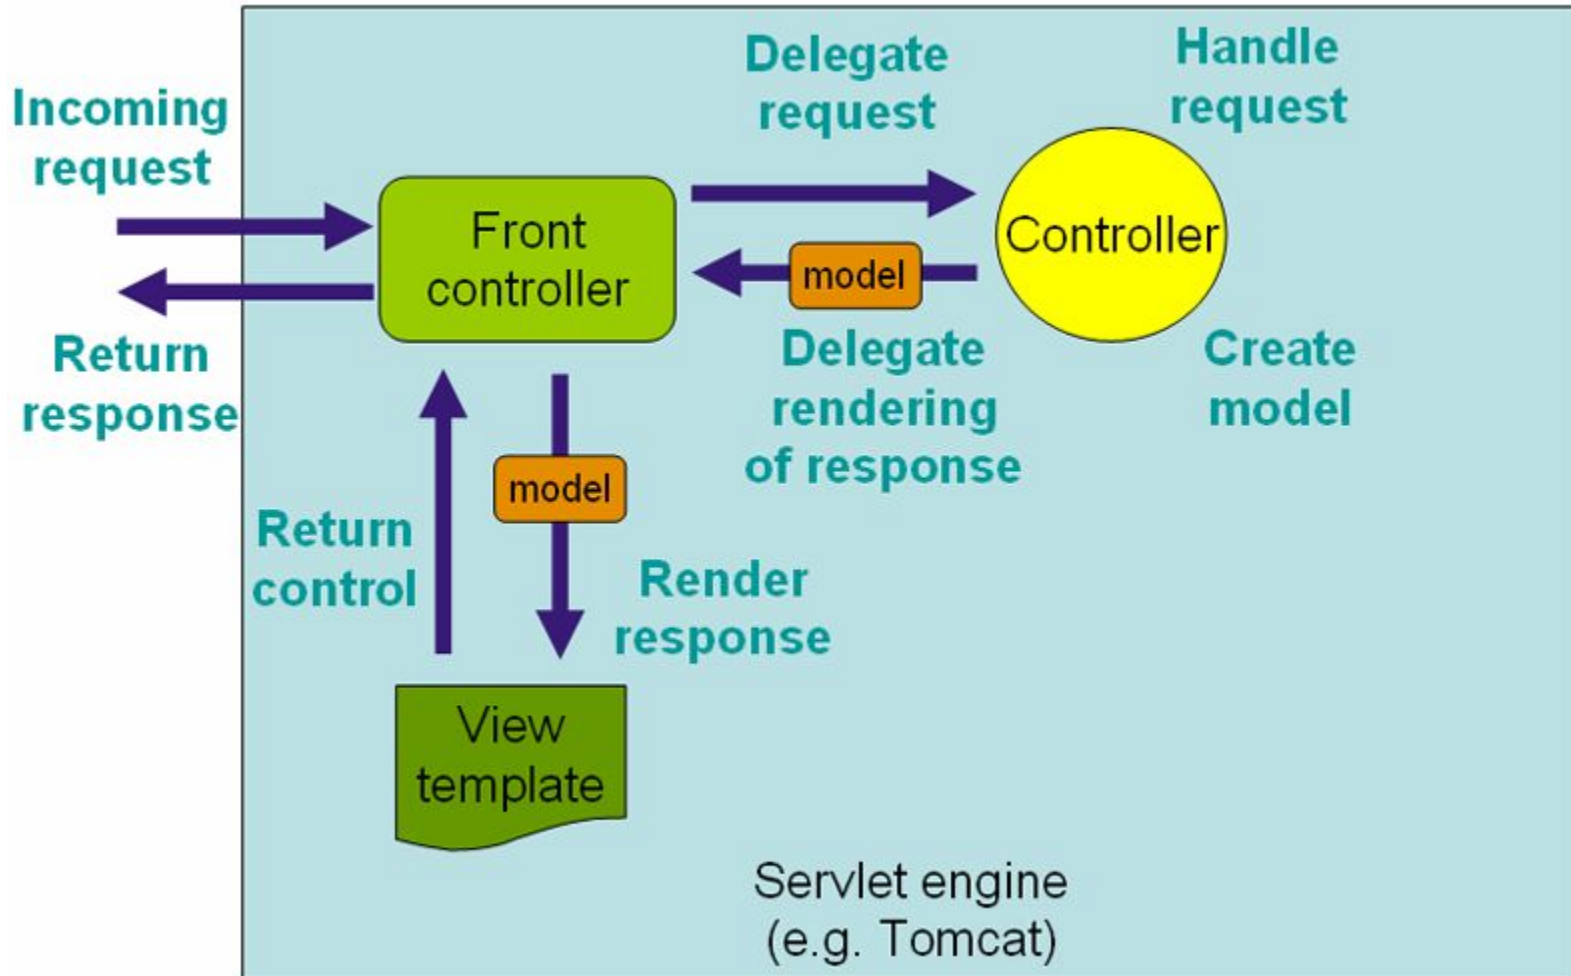 Incoming
request
Delegate
request
Handle
request
Front
controller
Controller
model
Return
response
Delegate
rendering
of response
Create
model
model
Return
control
Render
response
View
template
Servlet engine
(e.g. Tomcat)